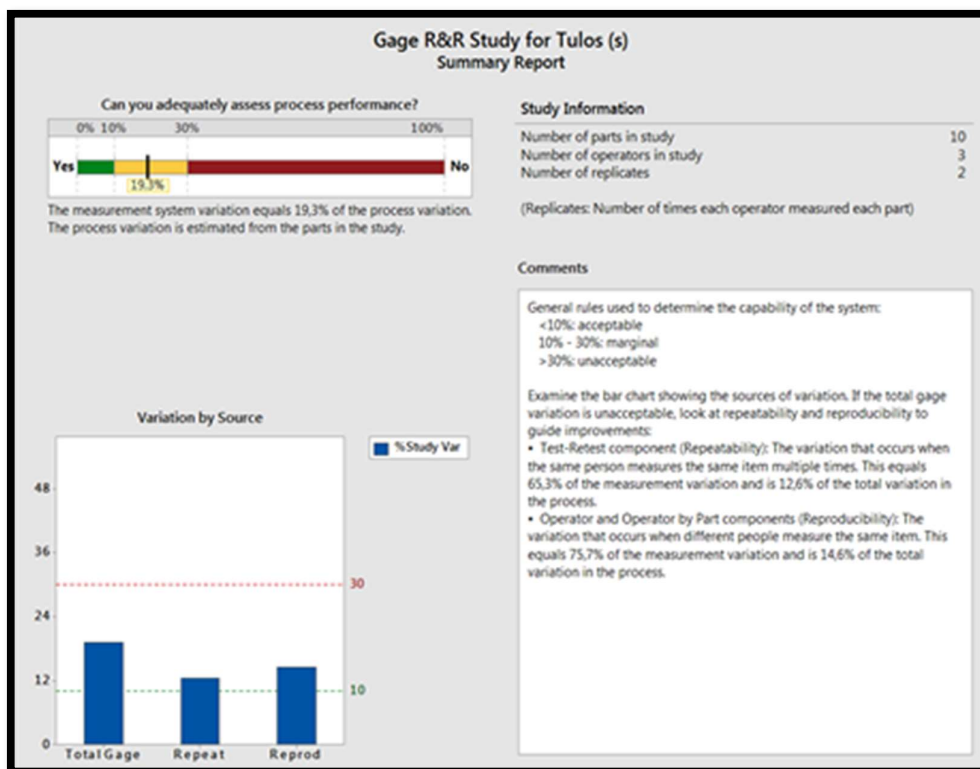 Gage R&R Study for Tulos (s)
Summary Report
Can you adequately assess process performance?
0% 10% 30% 100%
Yes No
19.3%
The measurement system variation equals 19,3% of the process variation.
The process variation is estimated from the parts in the study.
Study Information
Number of parts in study 10
Number of operators in study 3
Number of replicates 2
(Replicates: Number of times each operator measured each part)
Comments
General rules used to determine the capability of the system:
<10%: acceptable
10% - 30%: marginal
>30%: unacceptable
Examine the bar chart showing the sources of variation. If the total gage
variation is unacceptable, look at repeatability and reproducibility to
guide improvements:
• Test-Retest component (Repeatability): The variation that occurs when
the same person measures the same item multiple times. This equals
65,3% of the measurement variation and is 12,6% of the total variation in
the process.
• Operator and Operator by Part components (Reproducibility): The
variation that occurs when different people measure the same item. This
equals 75,7% of the measurement variation and is 14,6% of the total
variation in the process.
Variation by Source
%Study Var
48
36
30
24
12
10
0
Total Gage Repeat Reprod